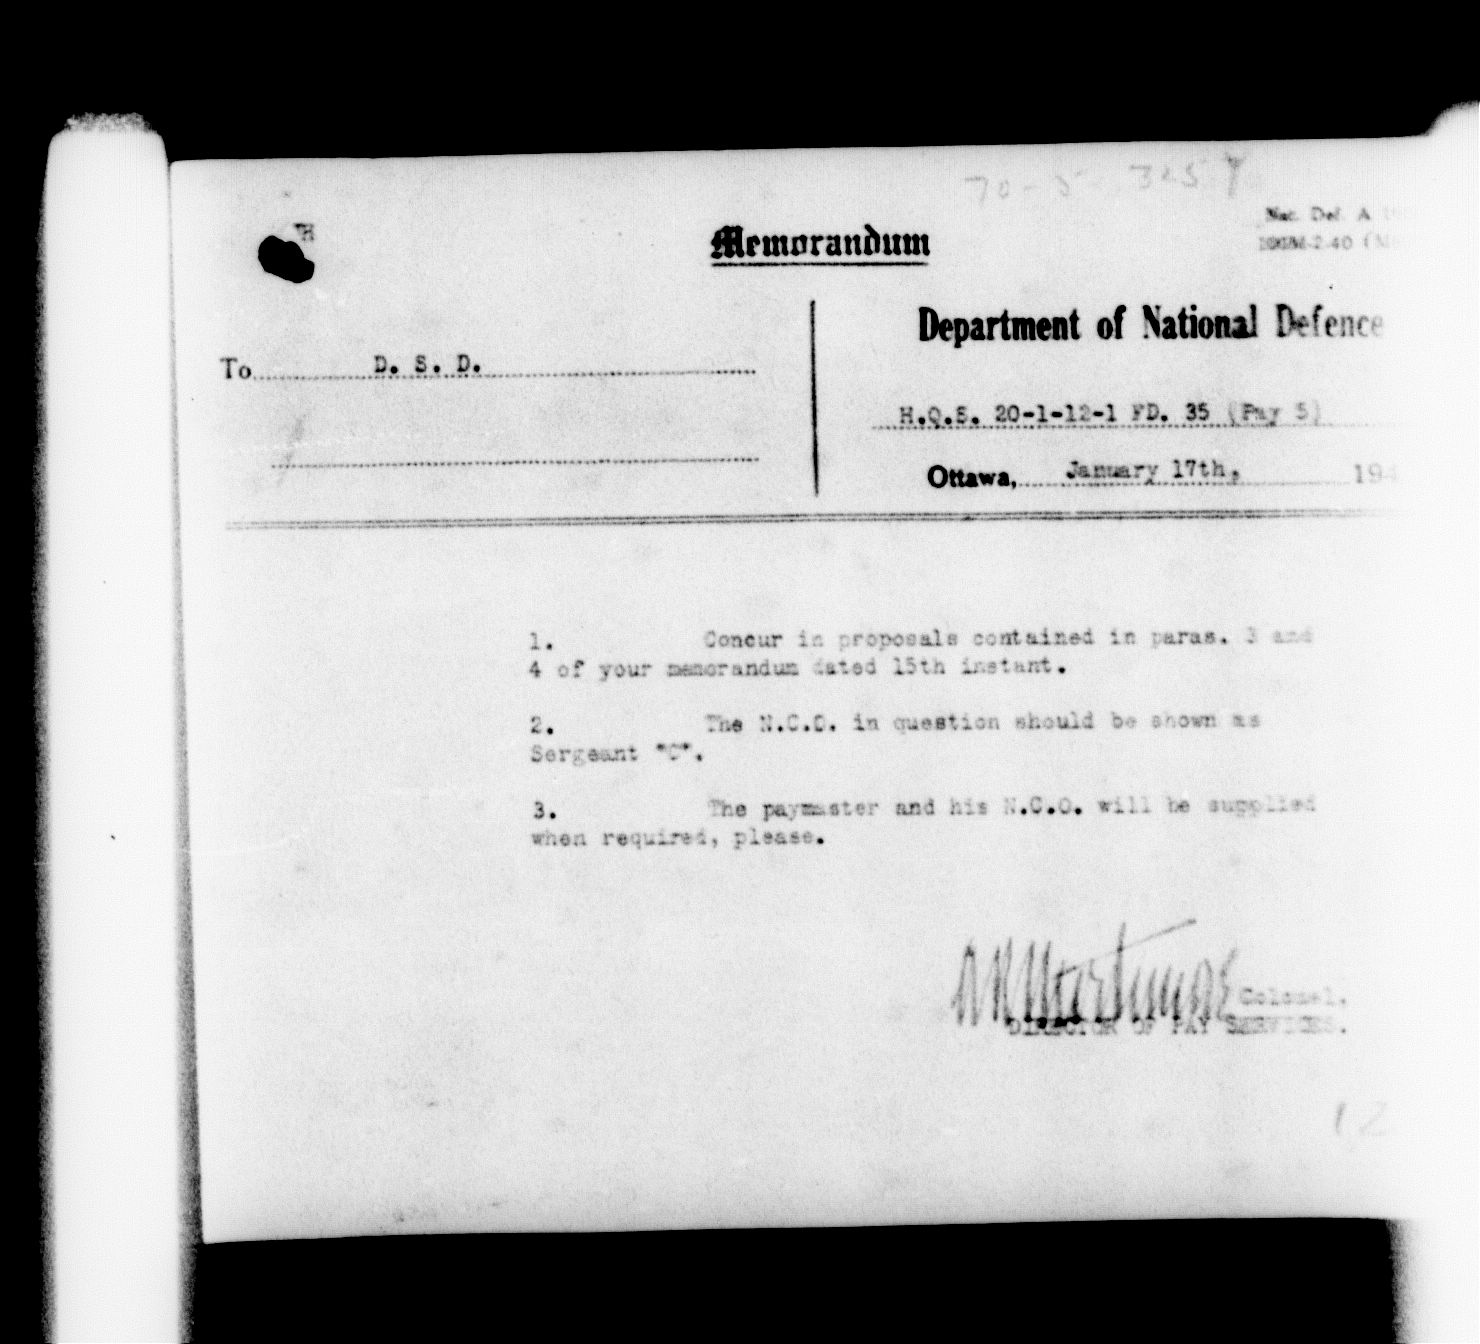 70-5-325
H
Memorandum
Nat. Def. A
100M-2-40
Department of National Defence
To D. S. D.
H.Q.S. 20-1-12-1 FD. 35 (Pay 5)
Ottawa, January 17th, 194
1. Concur in proposals contained in paras. 3 and
4 of your memorandum dated 15th instant.
2. The N.C.O. in question should be shown as
Sergeant "C".
3. The paymaster and his N.C.O. will be supplied
when required, please.
Colonel.
DIRECTOR OF PAY SERVICES.
12